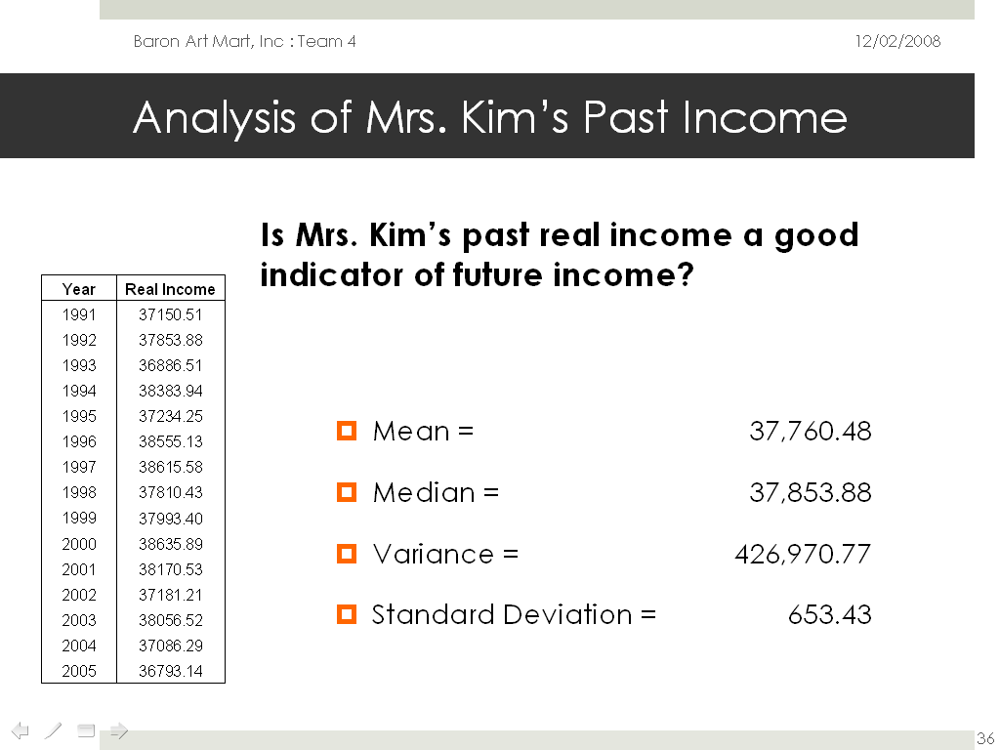 Baron Art Mart, Inc : Team 4 12/02/2008
Analysis of Mrs. Kim’s Past Income
Is Mrs. Kim’s past real income a good
indicator of future income?
Year Real Income
1991 37150.51
1992 37853.88
1993 36886.51
1994 38383.94
1995 37234.25
1996 38555.13
1997 38615.58
1998 37810.43
1999 37993.40
2000 38635.89
2001 38170.53
2002 37181.21
2003 38056.52
2004 37086.29
2005 36793.14
Mean = 37,760.48
Median = 37,853.88
Variance = 426,970.77
Standard Deviation = 653.43
36